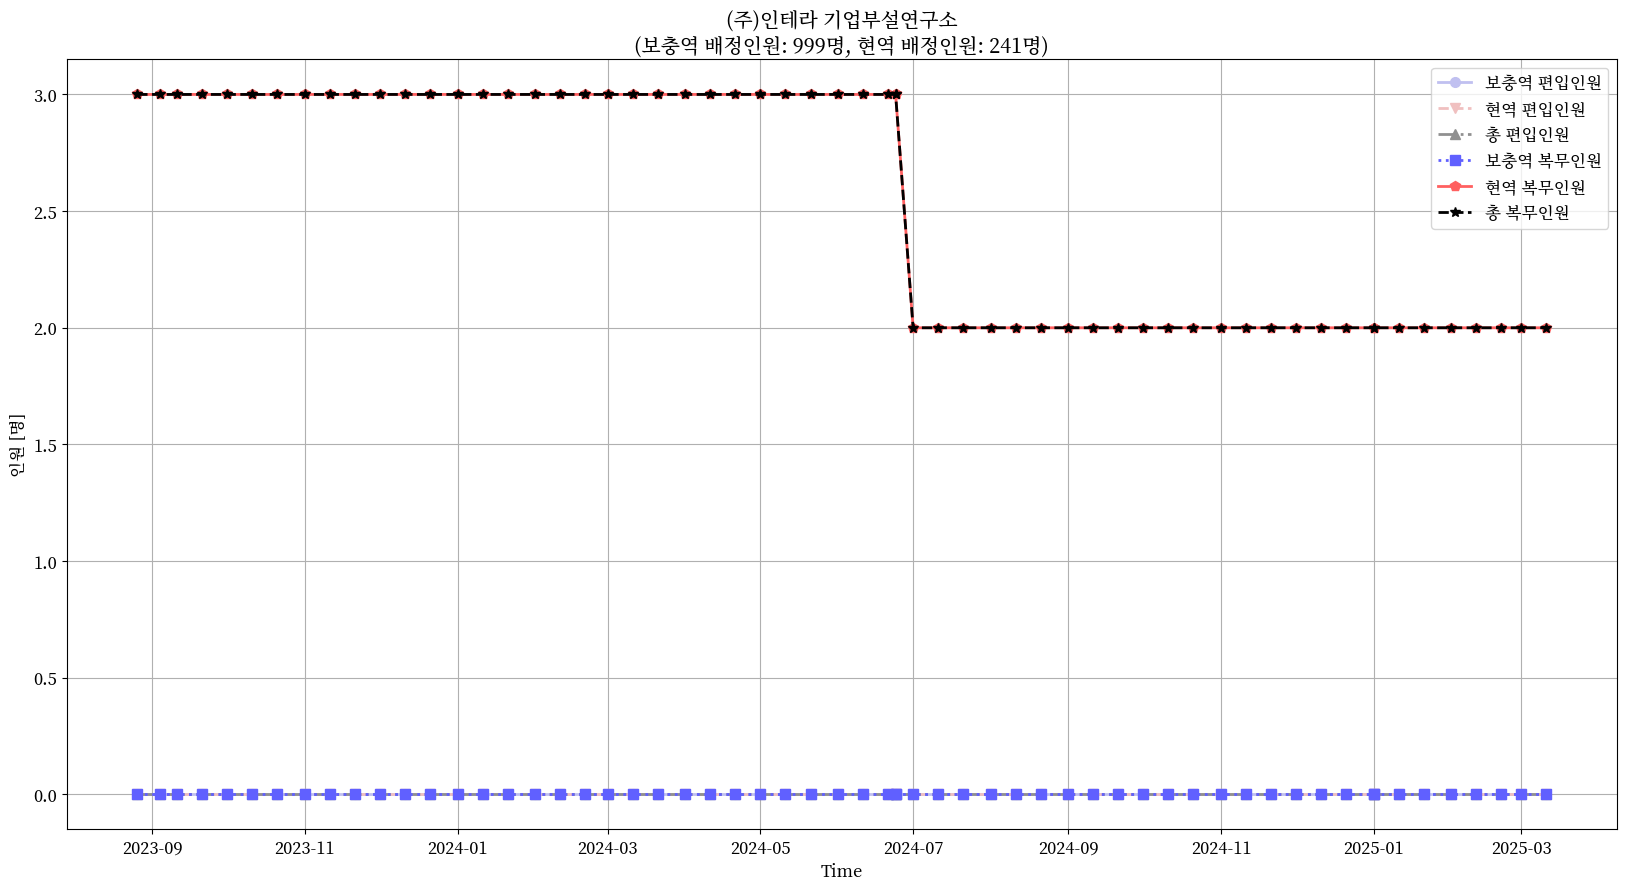 (주)인테라 기업부설연구소
(보충역 배정인원: 999명, 현역 배정인원: 241명)
보충역 편입인원
현역 편입인원
총 편입인원
보충역 복무인원
현역 복무인원
총 복무인원
3.0
2.5
2.0
1.5
1.0
0.5
0.0
인원 [명]
2023-09 2023-11 2024-01 2024-03 2024-05 2024-07 2024-09 2024-11 2025-01 2025-03
Time